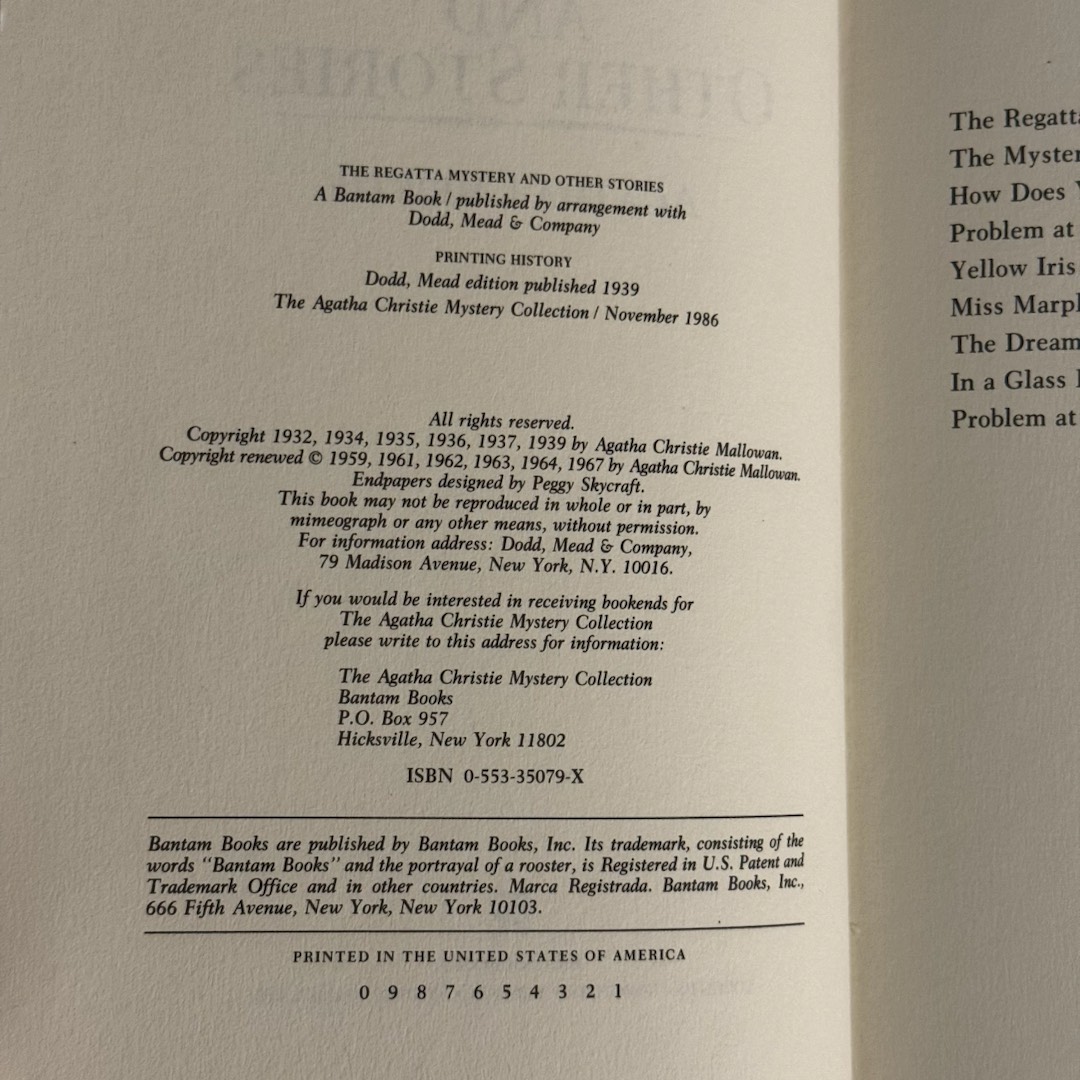 THE REGATTA MYSTERY AND OTHER STORIES
A Bantam Book / published by arrangement with
Dodd, Mead & Company
PRINTING HISTORY
Dodd, Mead edition published 1939
The Agatha Christie Mystery Collection / November 1986
All rights reserved.
Copyright 1932, 1934, 1935, 1936, 1937, 1939 by Agatha Christie Mallowan.
Copyright renewed © 1959, 1961, 1962, 1963, 1964, 1967 by Agatha Christie Mallowan.
Endpapers designed by Peggy Skycraft.
This book may not be reproduced in whole or in part, by
mimeograph or any other means, without permission.
For information address: Dodd, Mead & Company,
79 Madison Avenue, New York, N.Y. 10016.
If you would be interested in receiving bookends for
The Agatha Christie Mystery Collection
please write to this address for information:
The Agatha Christie Mystery Collection
Bantam Books
P.O. Box 957
Hicksville, New York 11802
ISBN 0-553-35079-X
Bantam Books are published by Bantam Books, Inc. Its trademark, consisting of the
words "Bantam Books" and the portrayal of a rooster, is Registered in U.S. Patent and
Trademark Office and in other countries. Marca Registrada. Bantam Books, Inc.,
666 Fifth Avenue, New York, New York 10103.
PRINTED IN THE UNITED STATES OF AMERICA
0 9 8 7 6 5 4 3 2 1
The Regatt
The Myster
How Does
Problem at
Yellow Iris
Miss Marpl
The Dream
In a Glass
Problem at